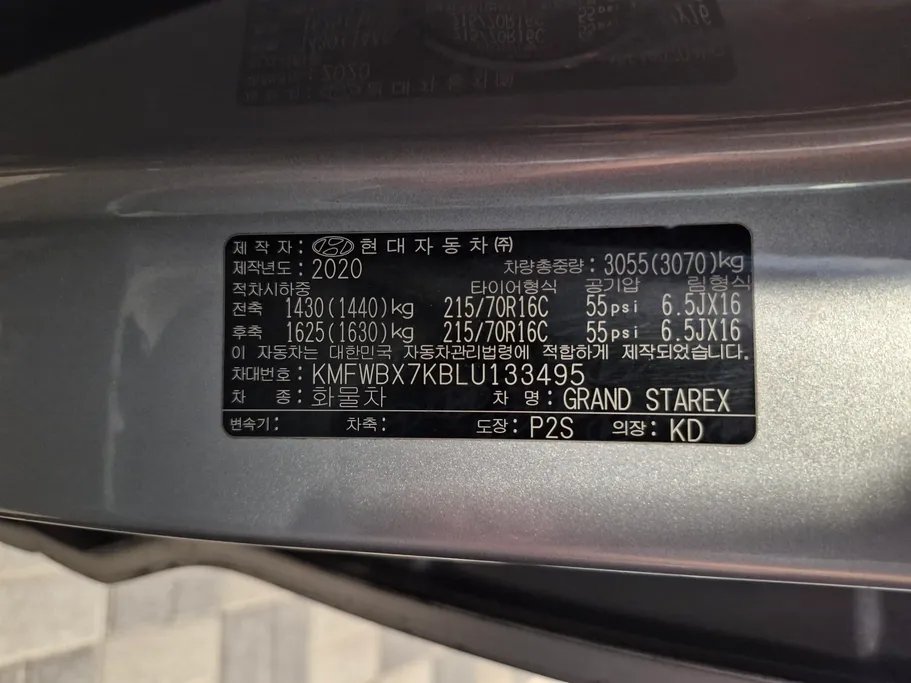 제 작 자 : 현대자동차㈜
제작년도 : 2020 차량총중량 : 3055(3070)kg
적차시하중 타이어형식 공기압 림형식
전축 1430(1440)kg 215/70R16C 55psi 6.5JX16
후축 1625(1630)kg 215/70R16C 55psi 6.5JX16
이 자동차는 대한민국 자동차관리법령에 적합하게 제작되었습니다.
차대번호 : KMFWBX7KBLU133495
차 종 : 화물차 차 명 : GRAND STAREX
변속기 : 차축 : 도장 : P2S 의장 : KD